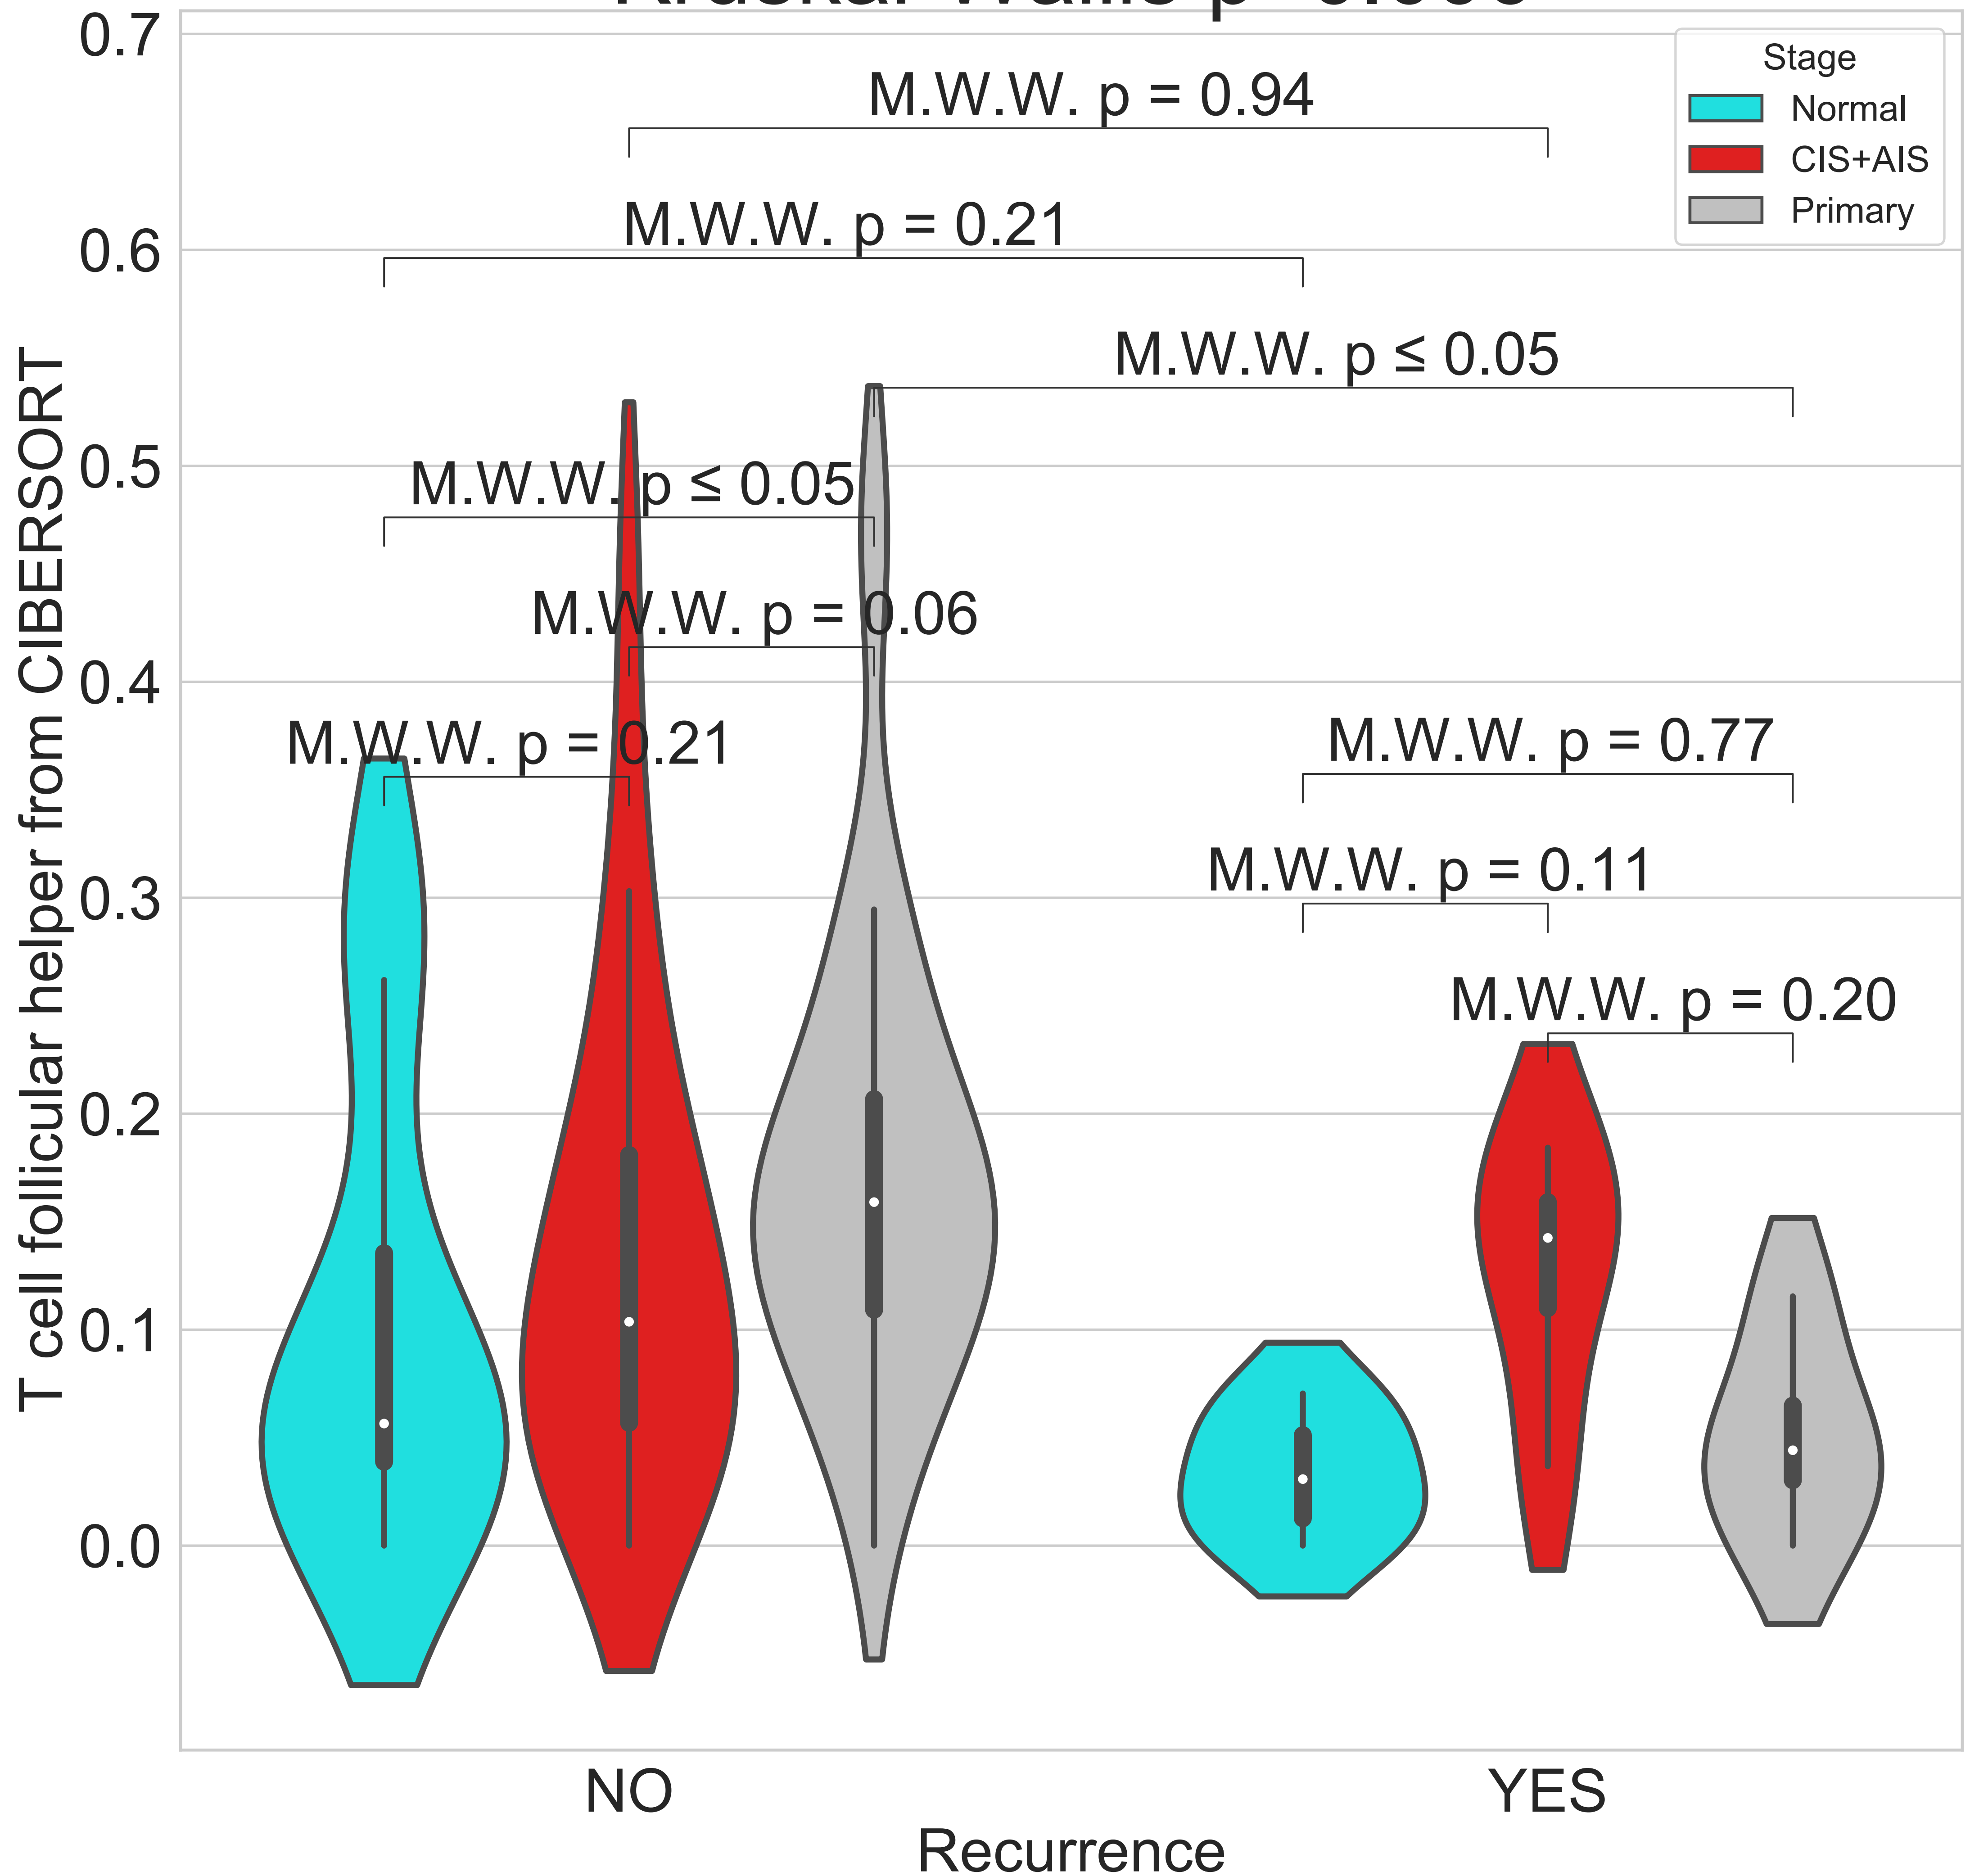 0.7
0.6
0.5
0.4
0.3
0.2
0.1
0.0
T cell follicular helper from CIBERSORT
Stage
Normal
CIS+AIS
Primary
M.W.W. p = 0.94
M.W.W. p = 0.21
M.W.W. p ≤ 0.05
M.W.W. p ≤ 0.05
M.W.W. p = 0.06
M.W.W. p = 0.21
M.W.W. p = 0.77
M.W.W. p = 0.11
M.W.W. p = 0.20
NO
YES
Recurrence